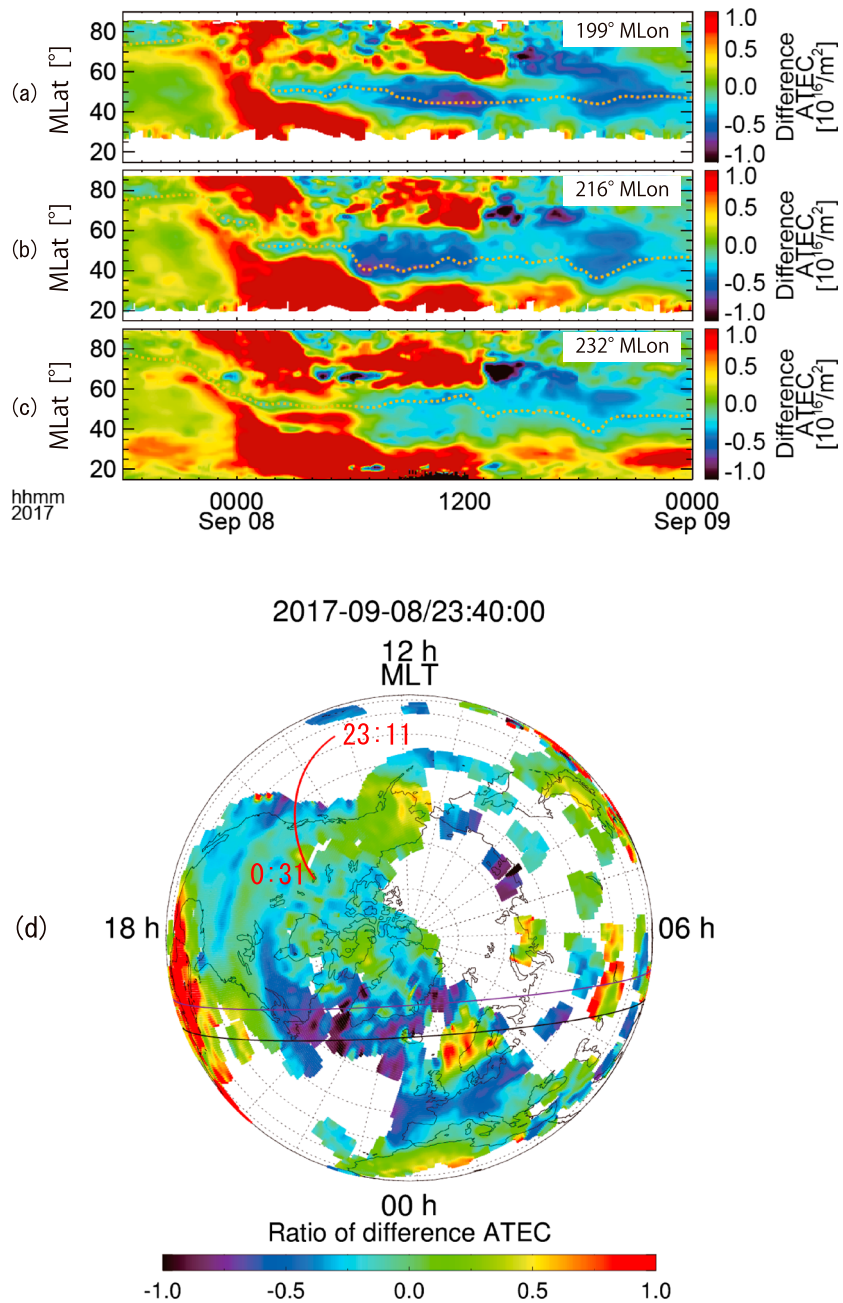 (a)
MLat [°]
80
60
40
20
199° MLon
1.0
0.5
0.0
-0.5
-1.0
Difference
ATEC
[10¹⁶/m²]
(b)
MLat [°]
80
60
40
20
216° MLon
1.0
0.5
0.0
-0.5
-1.0
Difference
ATEC
[10¹⁶/m²]
(c)
MLat [°]
80
60
40
20
232° MLon
1.0
0.5
0.0
-0.5
-1.0
Difference
ATEC
[10¹⁶/m²]
hhmm
2017
0000
Sep 08
1200
0000
Sep 09
2017-09-08/23:40:00
12 h
MLT
23:11
0:31
(d)
18 h
06 h
00 h
Ratio of difference ATEC
-1.0 -0.5 0.0 0.5 1.0